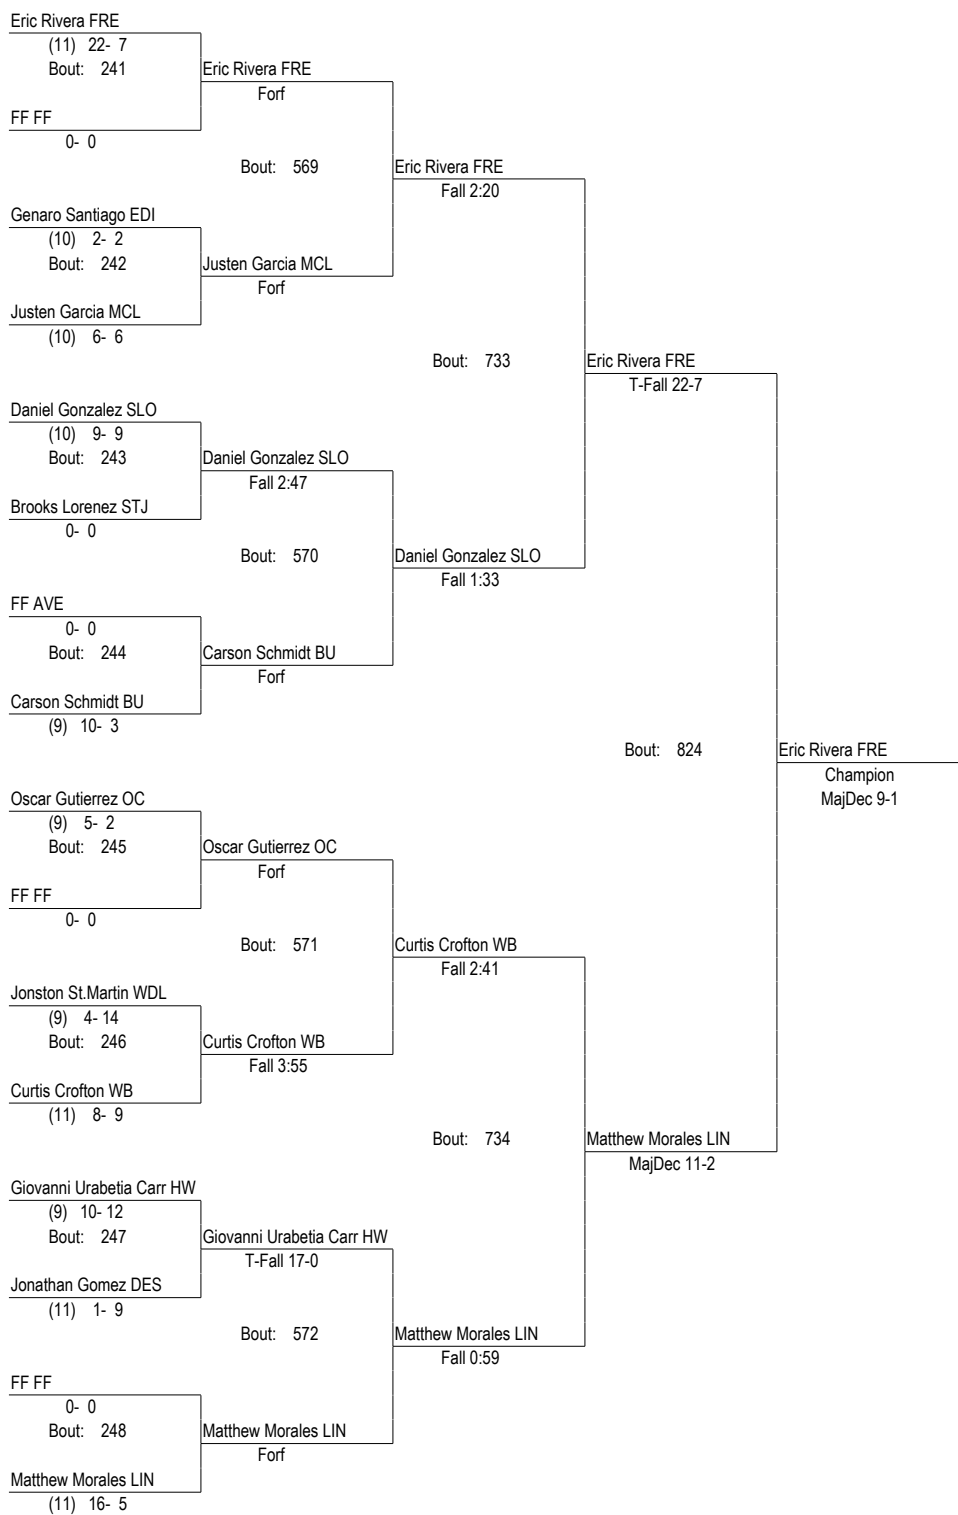 Eric Rivera FRE
(11) 22- 7
Bout: 241
Eric Rivera FRE
Forf
FF FF
0- 0
Bout: 569
Eric Rivera FRE
Fall 2:20
Genaro Santiago EDI
(10) 2- 2
Bout: 242
Justen Garcia MCL
Forf
Justen Garcia MCL
(10) 6- 6
Bout: 733
Eric Rivera FRE
T-Fall 22-7
Daniel Gonzalez SLO
(10) 9- 9
Bout: 243
Daniel Gonzalez SLO
Fall 2:47
Brooks Lorenez STJ
0- 0
Bout: 570
Daniel Gonzalez SLO
Fall 1:33
FF AVE
0- 0
Bout: 244
Carson Schmidt BU
Forf
Carson Schmidt BU
(9) 10- 3
Bout: 824
Eric Rivera FRE
Champion
MajDec 9-1
Oscar Gutierrez OC
(9) 5- 2
Bout: 245
Oscar Gutierrez OC
Forf
FF FF
0- 0
Bout: 571
Curtis Crofton WB
Fall 2:41
Jonston St.Martin WDL
(9) 4- 14
Bout: 246
Curtis Crofton WB
Fall 3:55
Curtis Crofton WB
(11) 8- 9
Bout: 734
Matthew Morales LIN
MajDec 11-2
Giovanni Urabetia Carr HW
(9) 10- 12
Bout: 247
Giovanni Urabetia Carr HW
T-Fall 17-0
Jonathan Gomez DES
(11) 1- 9
Bout: 572
Matthew Morales LIN
Fall 0:59
FF FF
0- 0
Bout: 248
Matthew Morales LIN
Forf
Matthew Morales LIN
(11) 16- 5